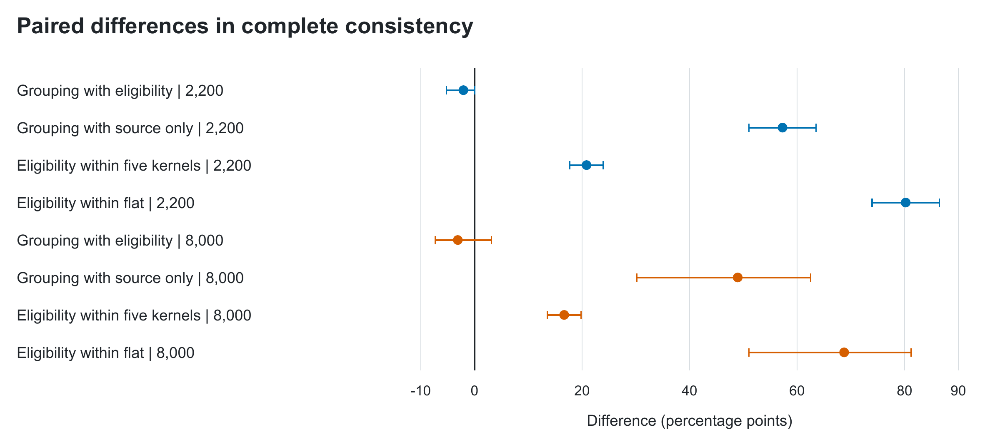 Paired differences in complete consistency
Grouping with eligibility | 2,200
Grouping with source only | 2,200
Eligibility within five kernels | 2,200
Eligibility within flat | 2,200
Grouping with eligibility | 8,000
Grouping with source only | 8,000
Eligibility within five kernels | 8,000
Eligibility within flat | 8,000
-10 0 20 40 60 80 90
Difference (percentage points)